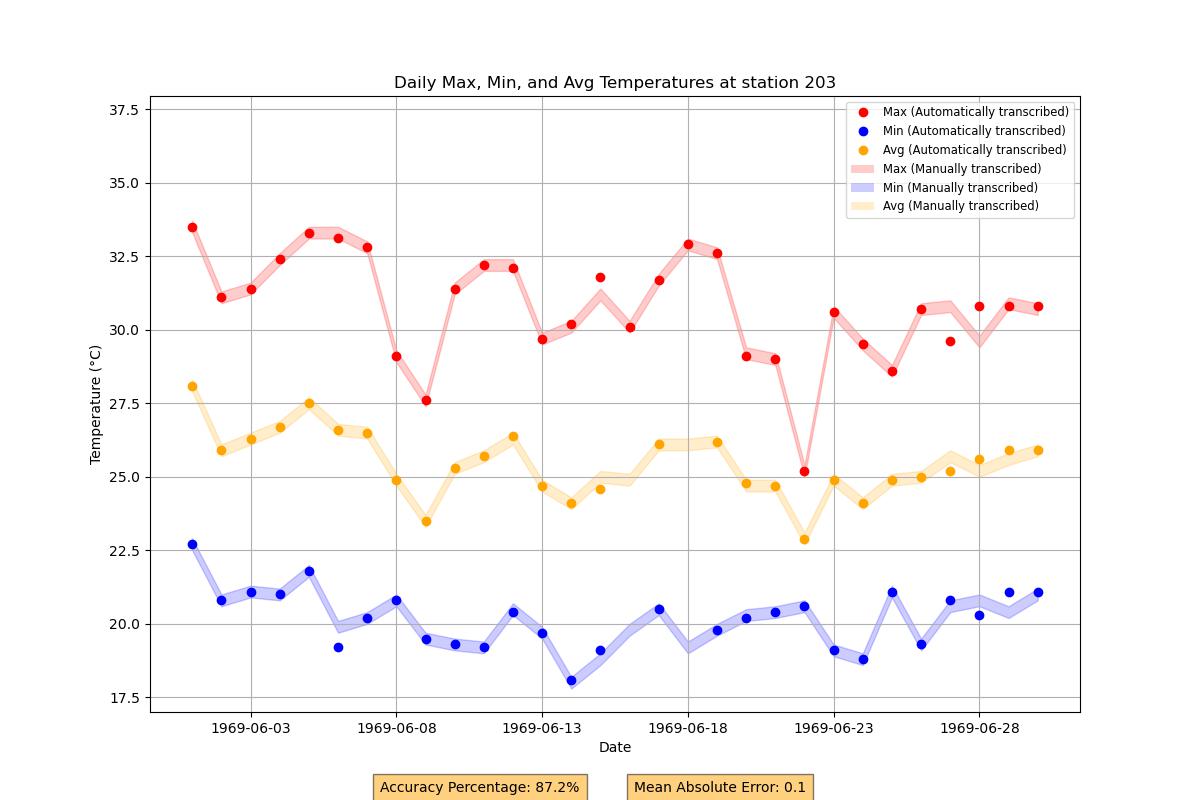 Daily Max, Min, and Avg Temperatures at station 203
37.5
35.0
32.5
30.0
27.5
25.0
22.5
20.0
17.5
Temperature (°C)
Max (Automatically transcribed)
Min (Automatically transcribed)
Avg (Automatically transcribed)
Max (Manually transcribed)
Min (Manually transcribed)
Avg (Manually transcribed)
1969-06-03 1969-06-08 1969-06-13 1969-06-18 1969-06-23 1969-06-28
Date
Accuracy Percentage: 87.2% Mean Absolute Error: 0.1